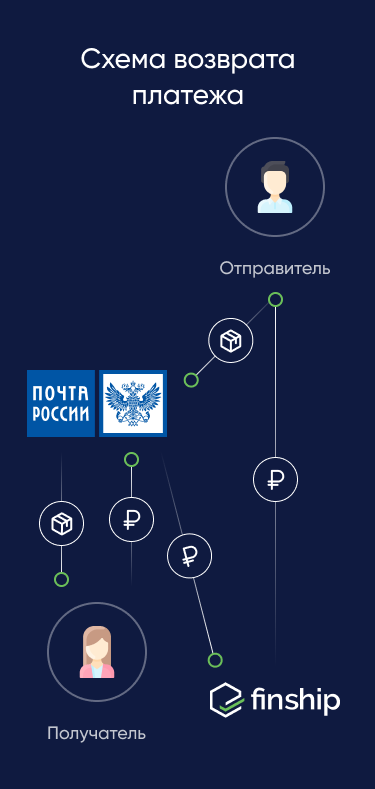 Схема возврата
платежа
Отправитель
ПОЧТА
РОССИИ
Получатель
finship